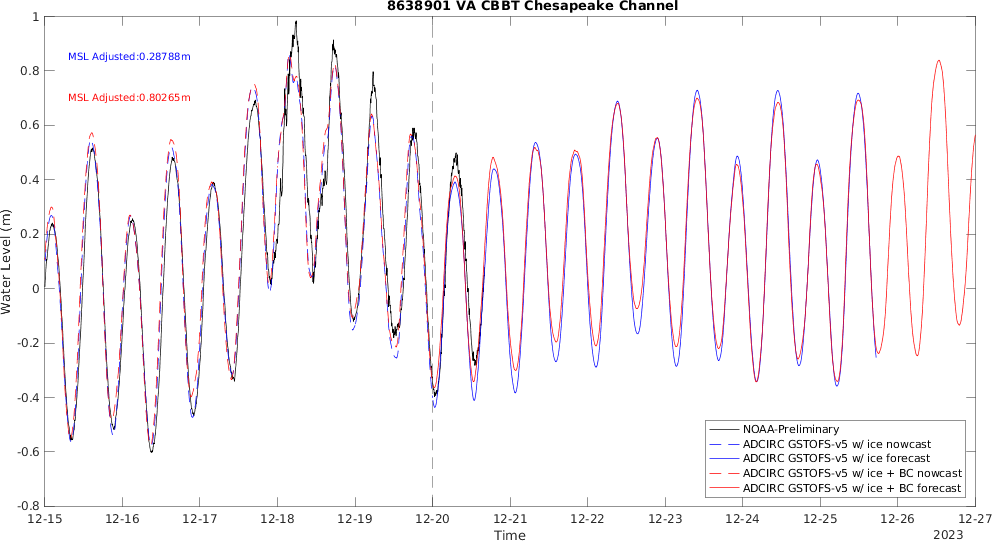 8638901 VA CBBT Chesapeake Channel
1
0.8
0.6
0.4
0.2
0
-0.2
-0.4
-0.6
-0.8
Water Level (m)
MSL Adjusted:0.28788m
MSL Adjusted:0.80265m
NOAA-Preliminary
ADCIRC GSTOFS-v5 w/ ice nowcast
ADCIRC GSTOFS-v5 w/ ice forecast
ADCIRC GSTOFS-v5 w/ ice + BC nowcast
ADCIRC GSTOFS-v5 w/ ice + BC forecast
12-15 12-16 12-17 12-18 12-19 12-20 12-21 12-22 12-23 12-24 12-25 12-26 12-27
Time
2023